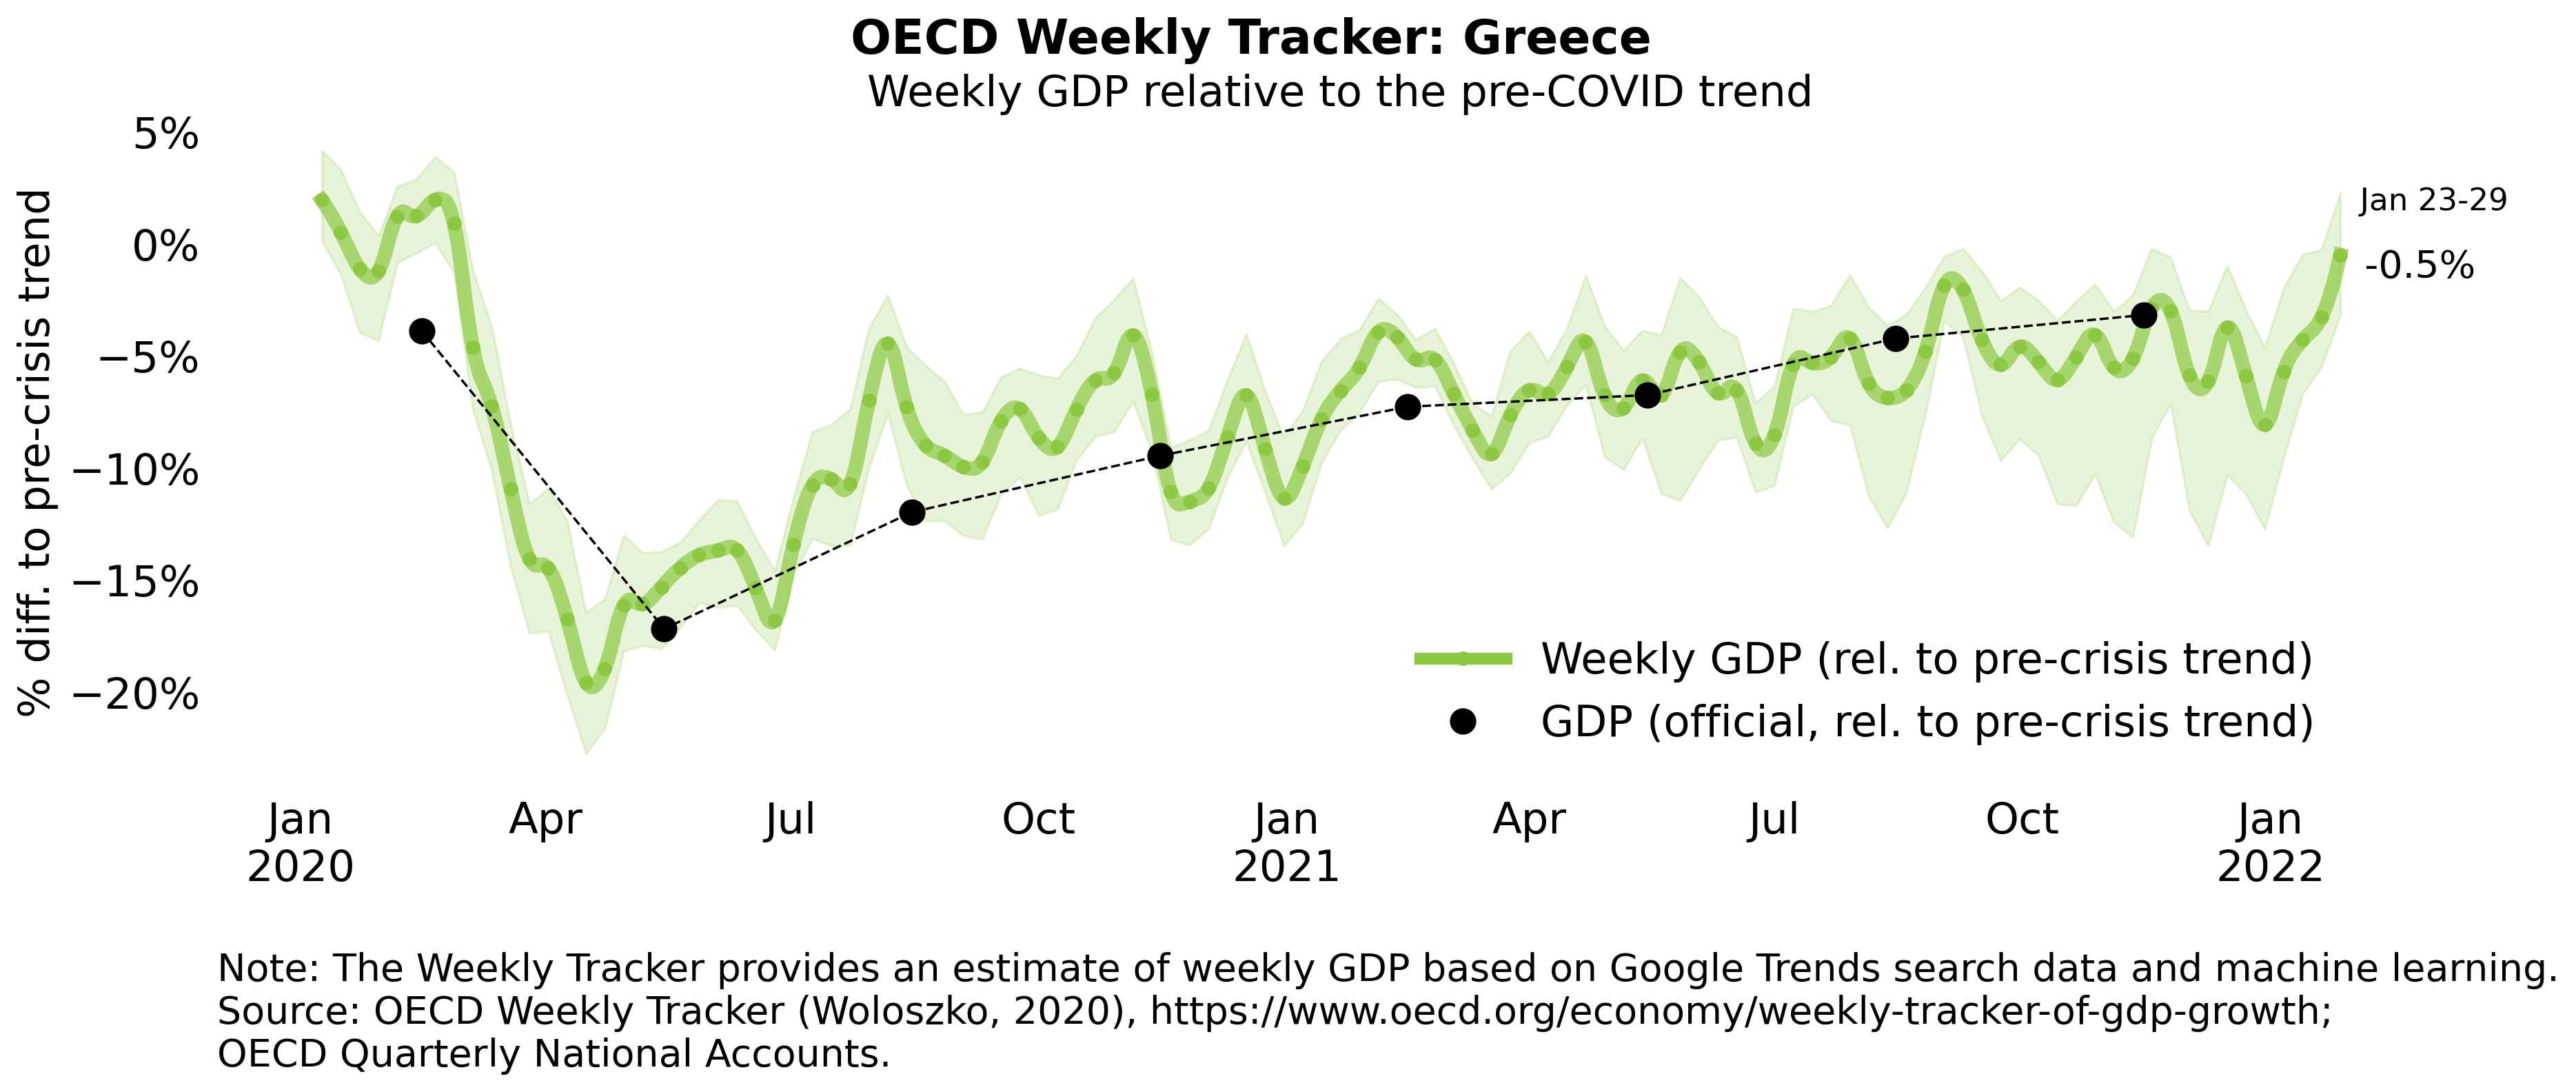 OECD Weekly Tracker: Greece
Weekly GDP relative to the pre-COVID trend
% diff. to pre-crisis trend
5%
0%
−5%
−10%
−15%
−20%
Jan 23-29
-0.5%
Weekly GDP (rel. to pre-crisis trend)
GDP (official, rel. to pre-crisis trend)
Jan Apr Jul Oct Jan Apr Jul Oct Jan
2020 2021 2022
Note: The Weekly Tracker provides an estimate of weekly GDP based on Google Trends search data and machine learning.
Source: OECD Weekly Tracker (Woloszko, 2020), https://www.oecd.org/economy/weekly-tracker-of-gdp-growth;
OECD Quarterly National Accounts.